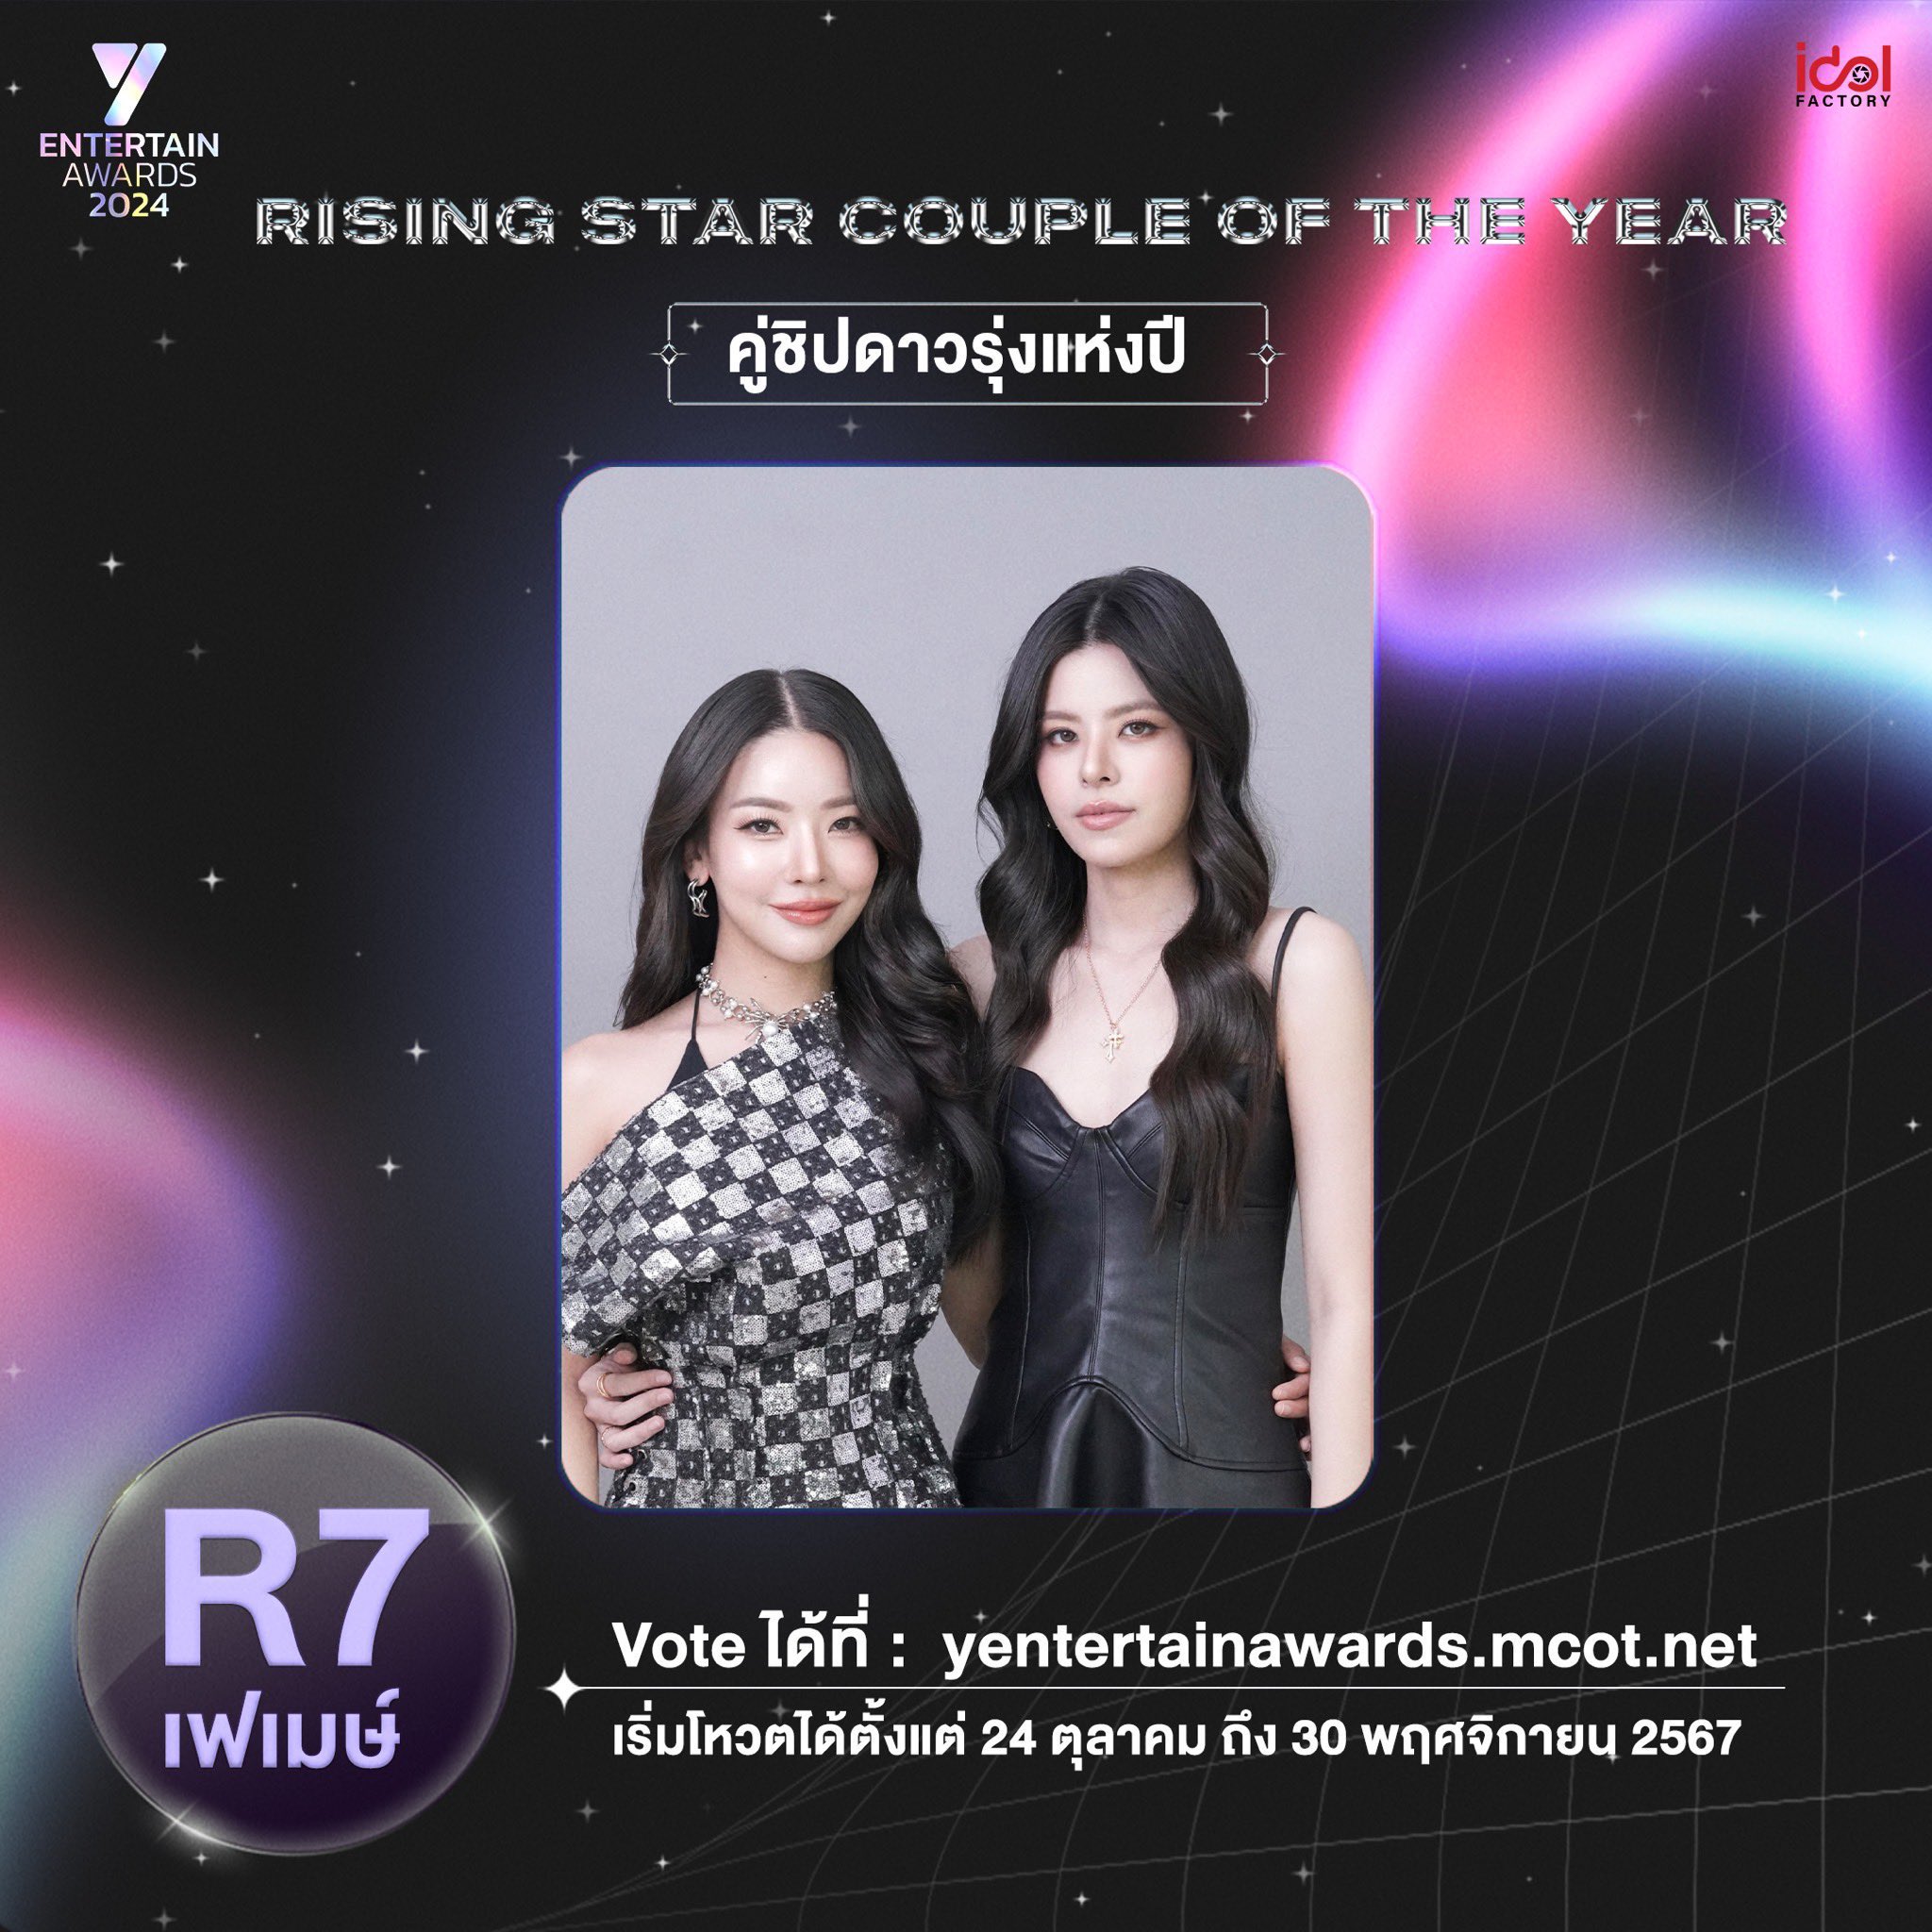 Y
ENTERTAIN
AWARDS
2024
idol
FACTORY
RISING STAR COUPLE OF THE YEAR
คู่ชิปดาวรุ่งแห่งปี
R7
เฟเมษ์
Vote ได้ที่ : yentertainawards.mcot.net
เริ่มโหวตได้ตั้งแต่ 24 ตุลาคม ถึง 30 พฤศจิกายน 2567